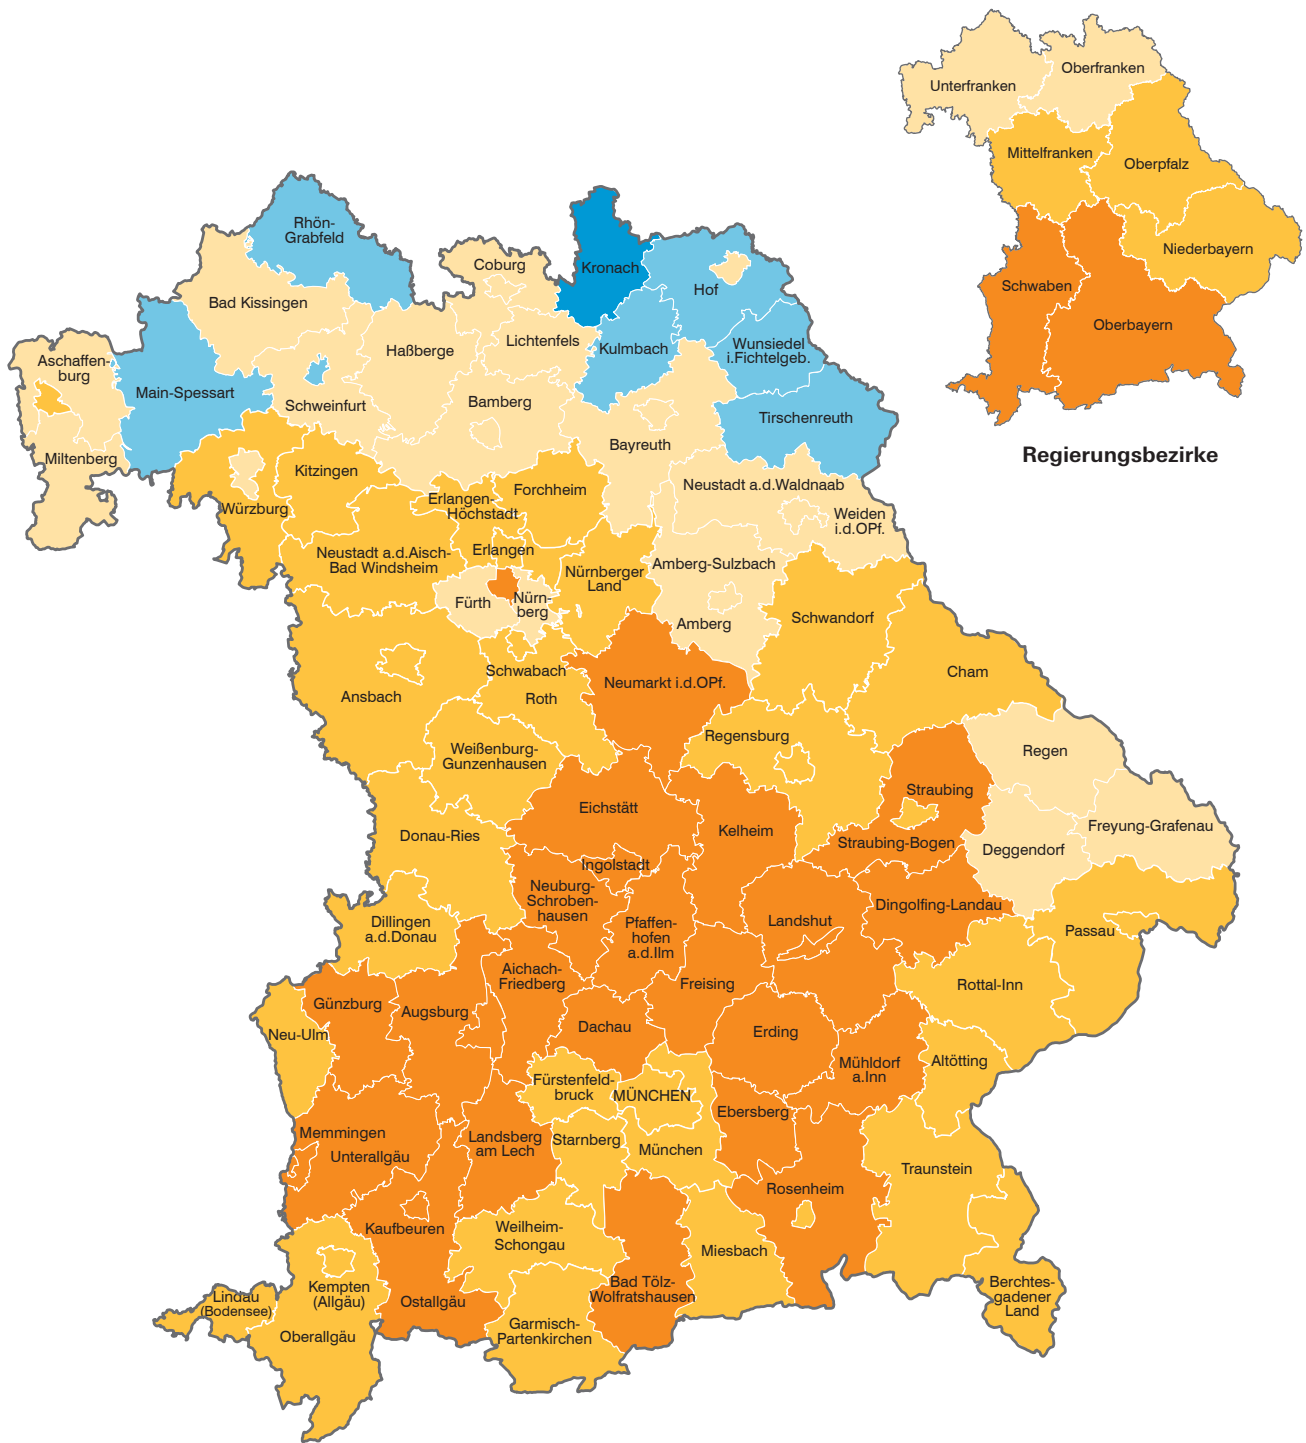 Unterfranken
Oberfranken
Mittelfranken
Oberpfalz
Niederbayern
Schwaben
Oberbayern
Regierungsbezirke
Rhön-
Grabfeld
Coburg
Kronach
Hof
Bad Kissingen
Lichtenfels
Haßberge
Kulmbach
Wunsiedel
i.Fichtelgeb.
Aschaffen-
burg
Main-Spessart
Schweinfurt
Bamberg
Tirschenreuth
Bayreuth
Miltenberg
Kitzingen
Neustadt a.d.Waldnaab
Forchheim
Erlangen-
Höchstadt
Würzburg
Weiden
i.d.OPf.
Neustadt a.d.Aisch-
Bad Windsheim
Erlangen
Nürnberger
Land
Amberg-Sulzbach
Fürth
Nürn-
berg
Amberg
Schwandorf
Schwabach
Cham
Neumarkt i.d.OPf.
Ansbach
Roth
Regensburg
Weißenburg-
Gunzenhausen
Regen
Straubing
Eichstätt
Kelheim
Freyung-Grafenau
Donau-Ries
Straubing-Bogen
Deggendorf
Ingolstadt
Neuburg-
Schroben-
hausen
Dingolfing-Landau
Dillingen
a.d.Donau
Pfaffen-
hofen
a.d.Ilm
Landshut
Passau
Aichach-
Friedberg
Freising
Rottal-Inn
Günzburg
Augsburg
Dachau
Erding
Neu-Ulm
Mühldorf
a.Inn
Altötting
Fürstenfeld-
bruck
MÜNCHEN
Ebersberg
Memmingen
Landsberg
am Lech
Starnberg
München
Unterallgäu
Traunstein
Rosenheim
Kaufbeuren
Weilheim-
Schongau
Miesbach
Kempten
(Allgäu)
Bad Tölz-
Wolfratshausen
Berchtes-
gadener
Land
Lindau
(Bodensee)
Ostallgäu
Oberallgäu
Garmisch-
Partenkirchen